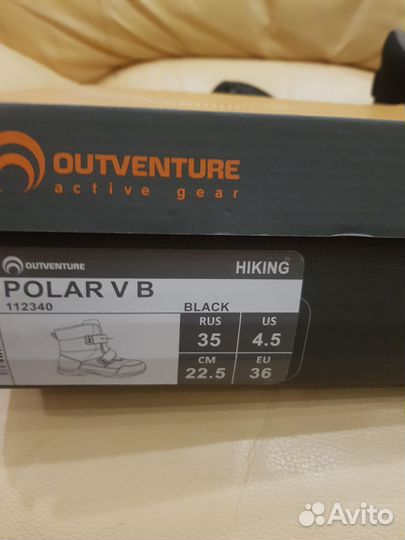 OUTVENTURE
active gear
OUTVENTURE HIKING
POLAR V B
112340 BLACK
RUS US
35 4.5
CM EU
22.5 36
Avito